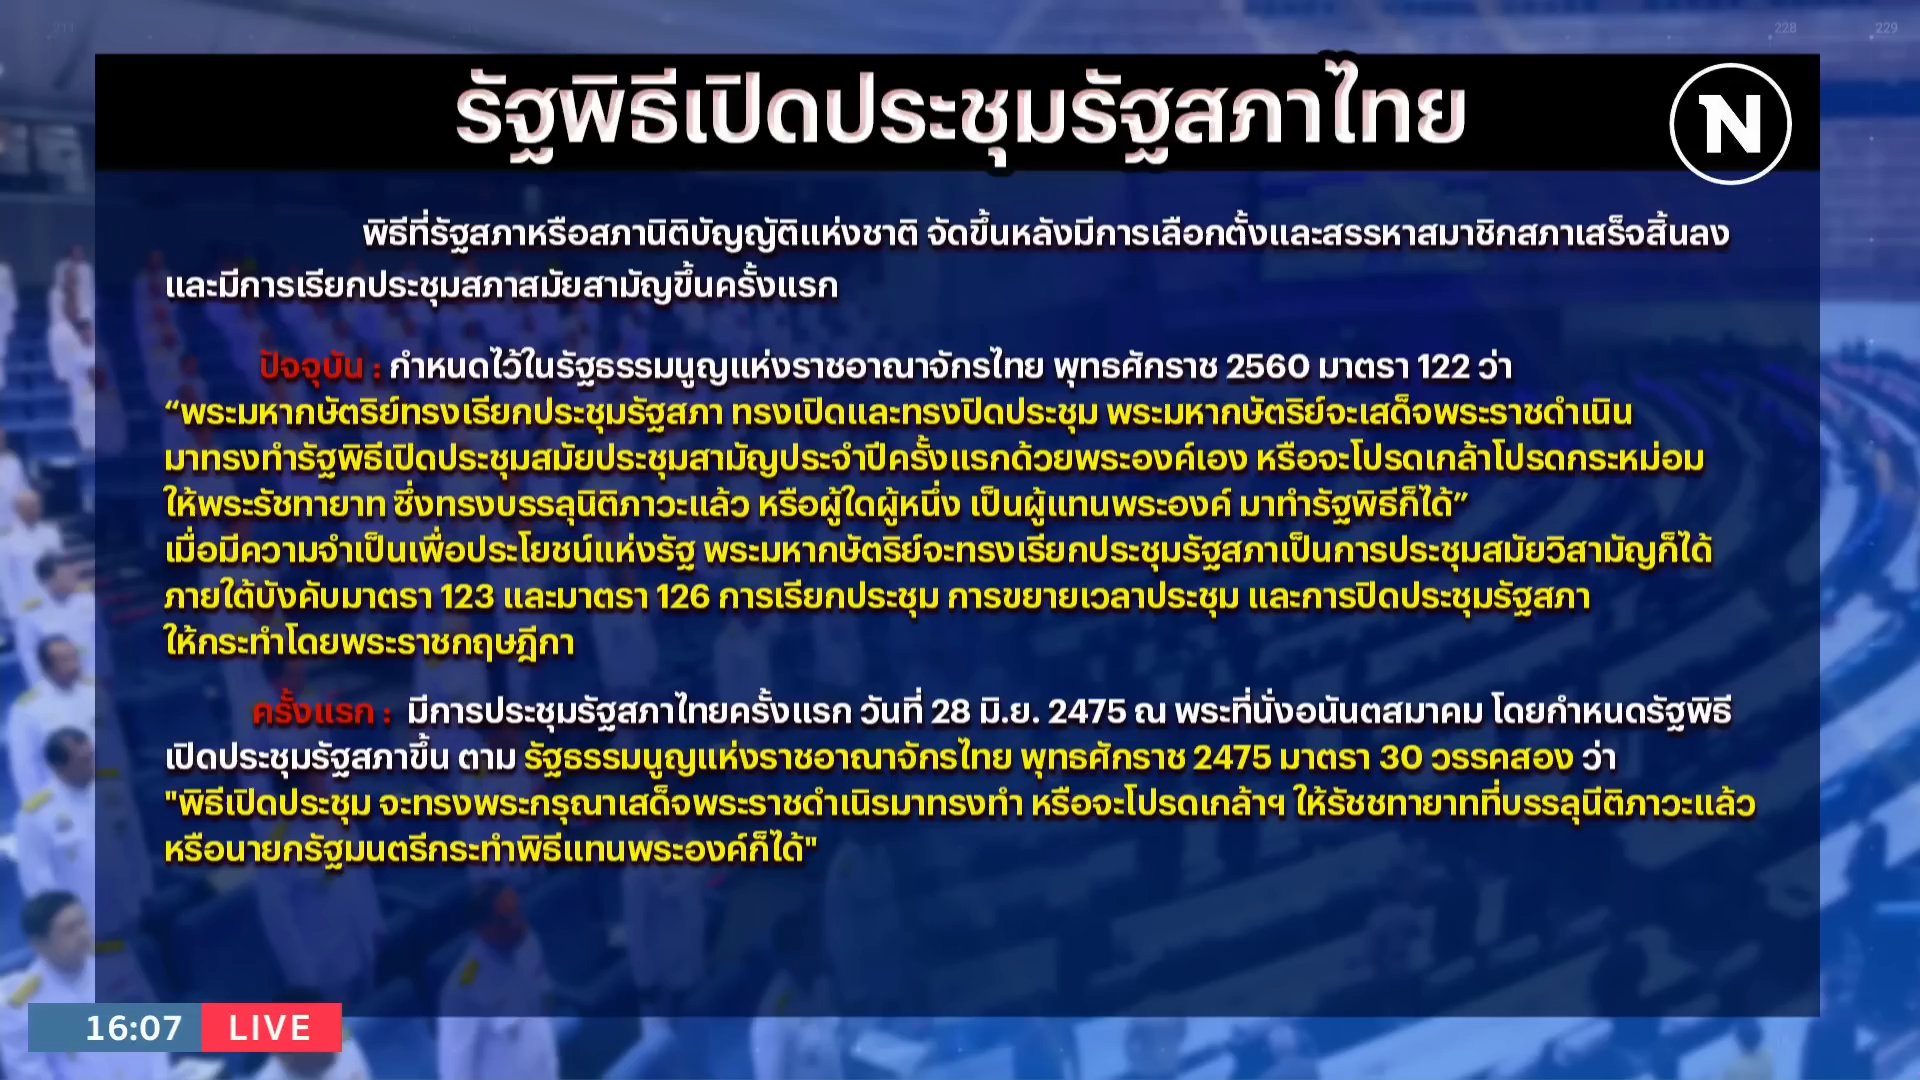 211
228
229
รัฐพิธีเปิดประชุมรัฐสภาไทย
N
พิธีที่รัฐสภาหรือสภานิติบัญญัติแห่งชาติ จัดขึ้นหลังมีการเลือกตั้งและสรรหาสมาชิกสภาเสร็จสิ้นลง
และมีการเรียกประชุมสภาสมัยสามัญขึ้นครั้งแรก
ปัจจุบัน : กำหนดไว้ในรัฐธรรมนูญแห่งราชอาณาจักรไทย พุทธศักราช 2560 มาตรา 122 ว่า
“พระมหากษัตริย์ทรงเรียกประชุมรัฐสภา ทรงเปิดและทรงปิดประชุม พระมหากษัตริย์จะเสด็จพระราชดำเนิน
มาทรงทำรัฐพิธีเปิดประชุมสมัยประชุมสามัญประจำปีครั้งแรกด้วยพระองค์เอง หรือจะโปรดเกล้าโปรดกระหม่อม
ให้พระรัชทายาท ซึ่งทรงบรรลุนิติภาวะแล้ว หรือผู้ใดผู้หนึ่ง เป็นผู้แทนพระองค์ มาทำรัฐพิธีก็ได้”
เมื่อมีความจำเป็นเพื่อประโยชน์แห่งรัฐ พระมหากษัตริย์จะทรงเรียกประชุมรัฐสภาเป็นการประชุมสมัยวิสามัญก็ได้
ภายใต้บังคับมาตรา 123 และมาตรา 126 การเรียกประชุม การขยายเวลาประชุม และการปิดประชุมรัฐสภา
ให้กระทำโดยพระราชกฤษฎีกา
ครั้งแรก : มีการประชุมรัฐสภาไทยครั้งแรก วันที่ 28 มิ.ย. 2475 ณ พระที่นั่งอนันตสมาคม โดยกำหนดรัฐพิธี
เปิดประชุมรัฐสภาขึ้น ตาม รัฐธรรมนูญแห่งราชอาณาจักรไทย พุทธศักราช 2475 มาตรา 30 วรรคสอง ว่า
"พิธีเปิดประชุม จะทรงพระกรุณาเสด็จพระราชดำเนิรมาทรงทำ หรือจะโปรดเกล้าฯ ให้รัชชทายาทที่บรรลุนีติภาวะแล้ว
หรือนายกรัฐมนตรีกระทำพิธีแทนพระองค์ก็ได้"
16:07 LIVE